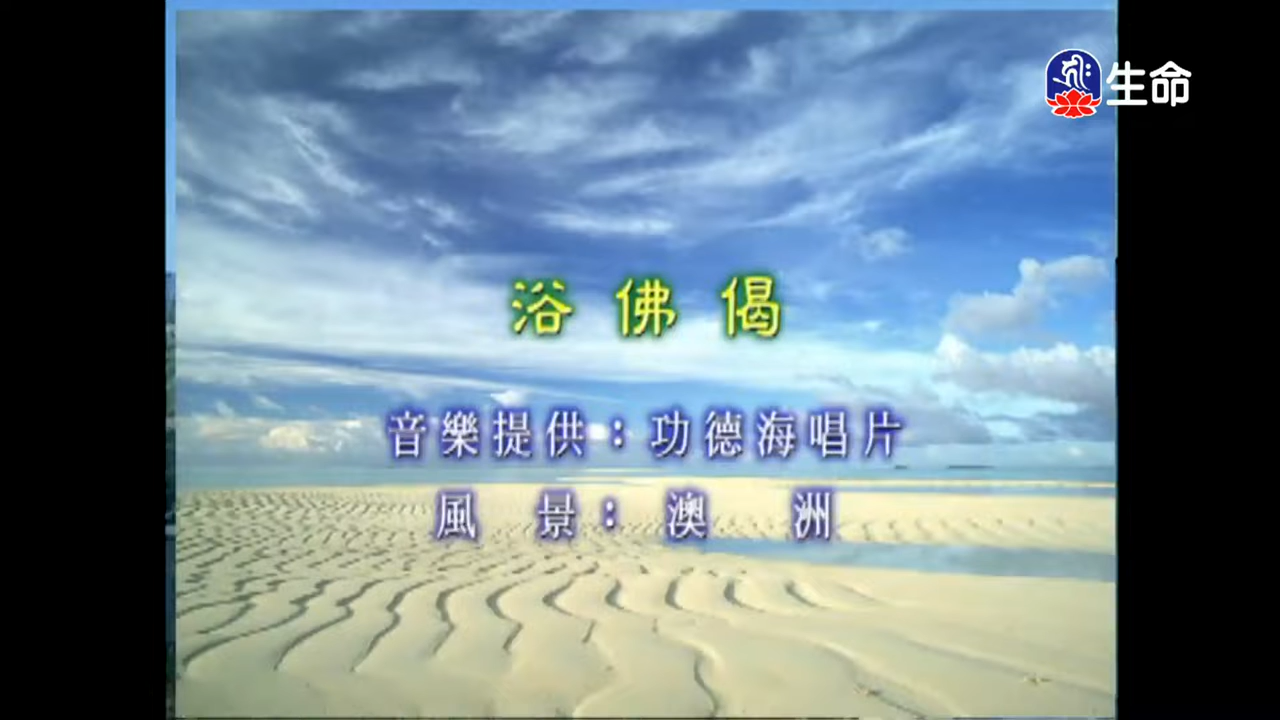 生命
浴佛偈
音樂提供：功德海唱片
風景：澳洲